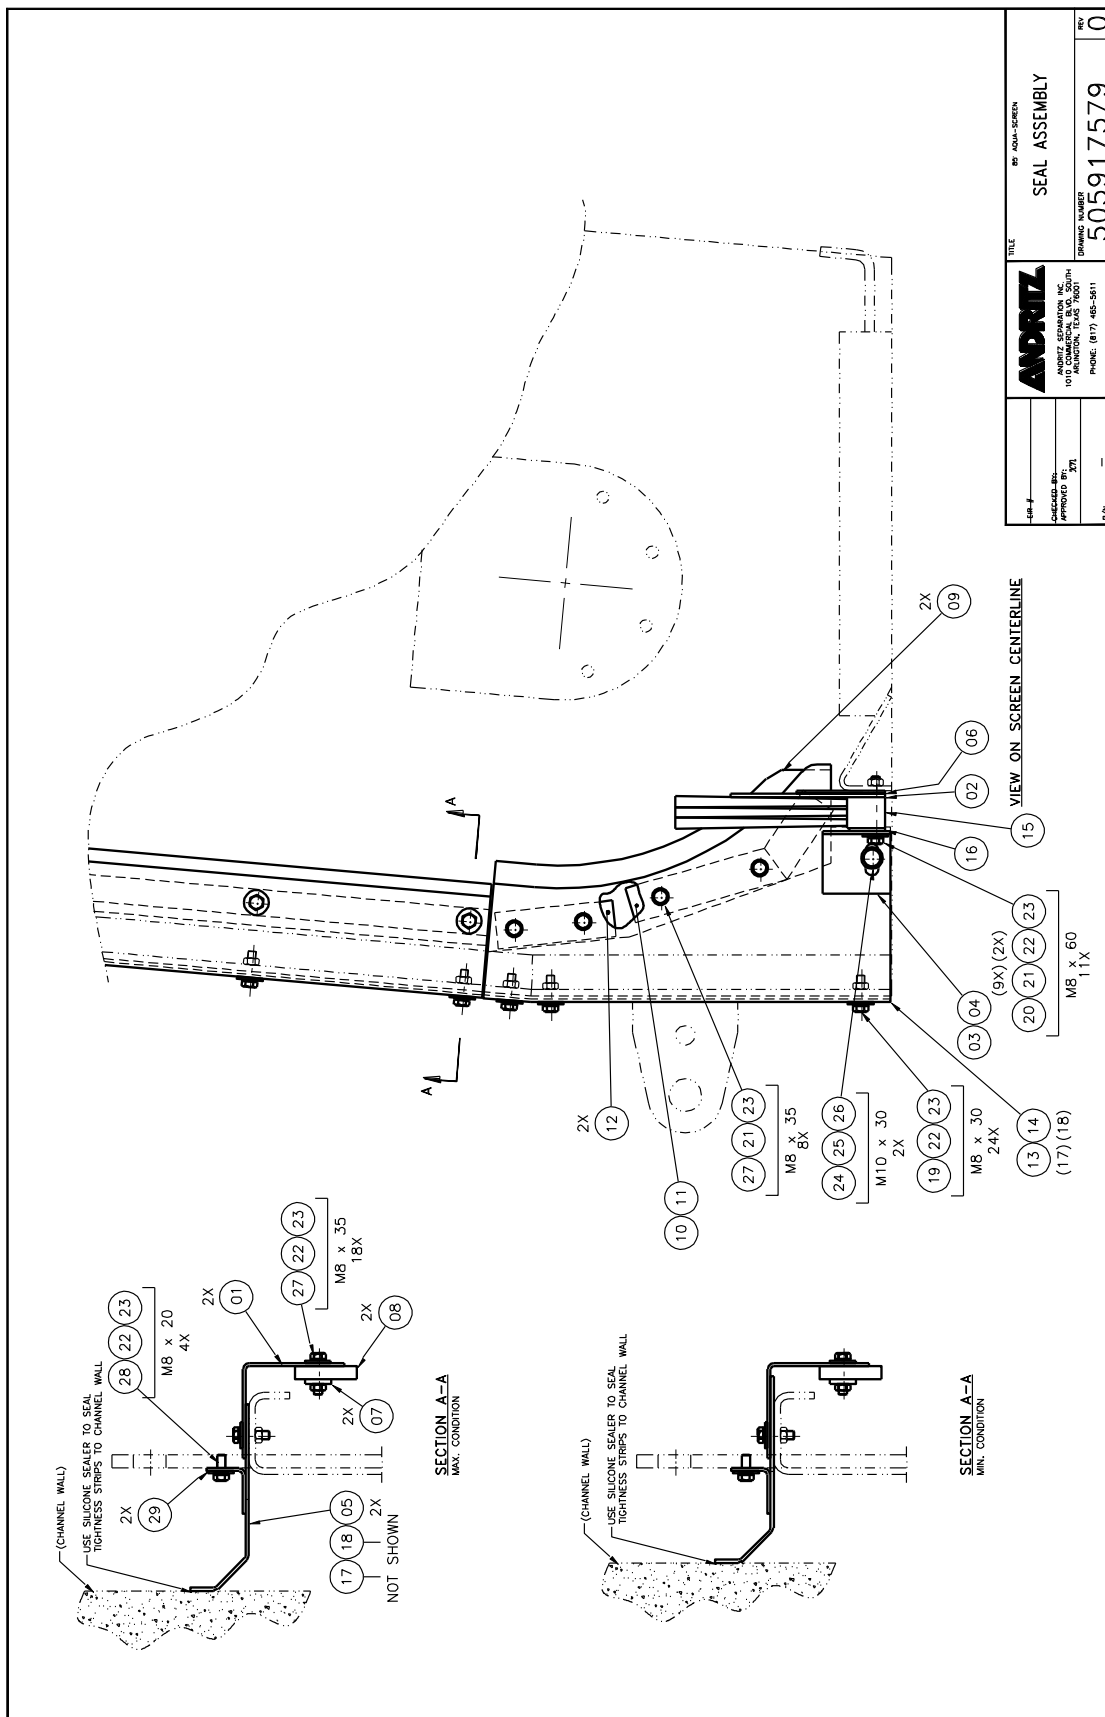 (CHANNEL WALL)
USE SILICONE SEALER TO SEAL
TIGHTNESS STRIPS TO CHANNEL WALL
28 22 23
M8 x 20
4X
2X
29
2X
01
27 22 23
M8 x 35
18X
2X
08
2X
07
17 18 05
2X
NOT SHOWN
SECTION A-A
MAX. CONDITION
(CHANNEL WALL)
USE SILICONE SEALER TO SEAL
TIGHTNESS STRIPS TO CHANNEL WALL
SECTION A-A
MIN. CONDITION
A
A
2X
12
10 11
27 21 23
M8 x 35
8X
24 25 26
M10 x 30
2X
19 22 23
M8 x 30
24X
13 14
(17) (18)
03 04
(9X) (2X)
20 21 22 23
M8 x 60
11X
16
15
02
06
2X
09
VIEW ON SCREEN CENTERLINE
EIR #
CHECKED BY:
APPROVED BY:
ANDRITZ
ANDRITZ SEPARATION INC.
1010 COMMERCIAL BLVD. SOUTH
ARLINGTON, TEXAS 76001
PHONE: (817) 465-5611
TITLE
AQUA-SCREEN
SEAL ASSEMBLY
DRAWING NUMBER
505917579
REV
0